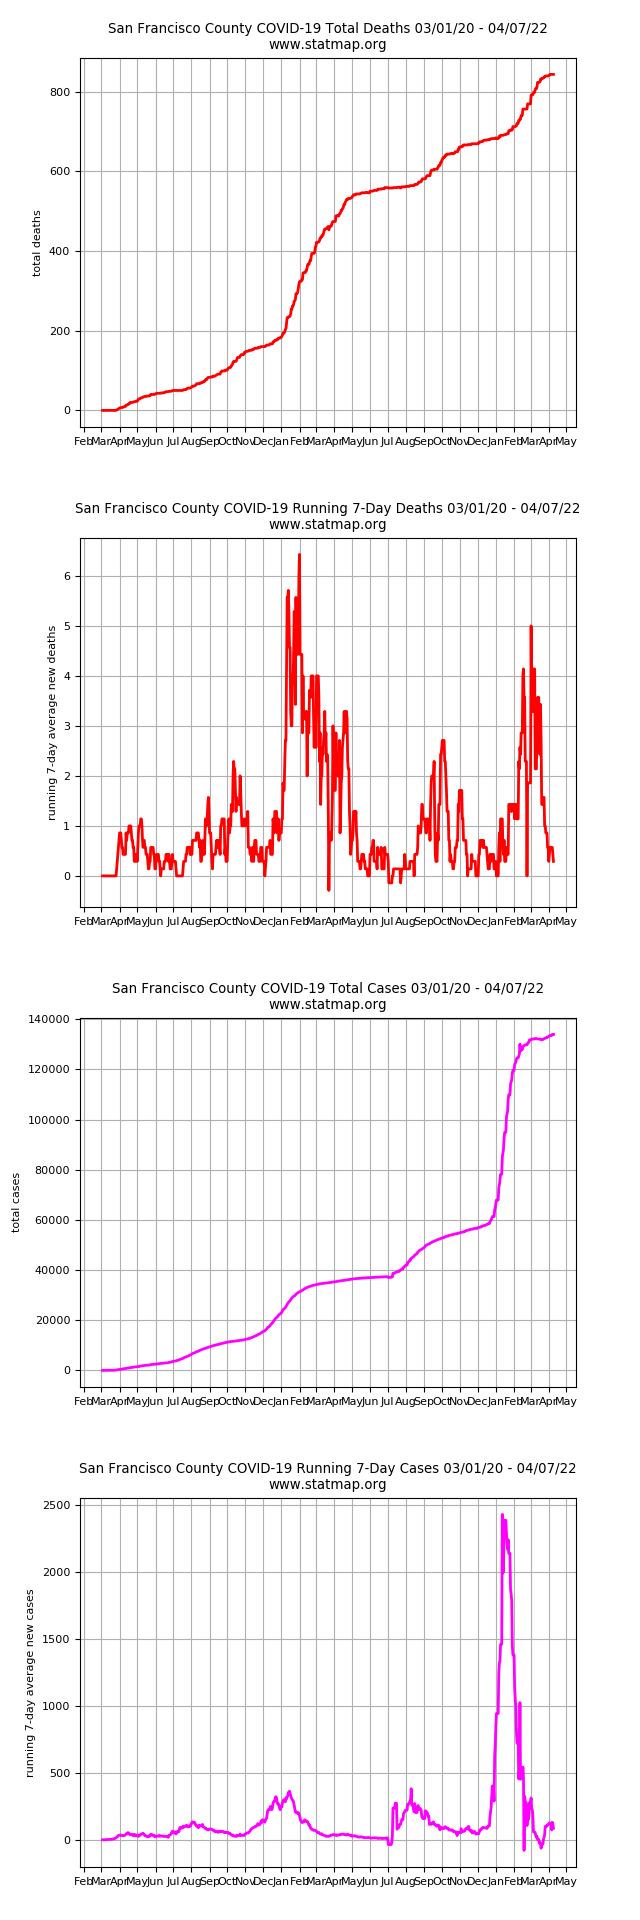 San Francisco County COVID-19 Total Deaths 03/01/20 - 04/07/22
www.statmap.org
800
600
400
200
0
total deaths
Feb Mar Apr May Jun Jul Aug Sep Oct Nov Dec Jan Feb Mar Apr May Jun Jul Aug Sep Oct Nov Dec Jan Feb Mar Apr May
San Francisco County COVID-19 Running 7-Day Deaths 03/01/20 - 04/07/22
www.statmap.org
6
5
4
3
2
1
0
running 7-day average new deaths
Feb Mar Apr May Jun Jul Aug Sep Oct Nov Dec Jan Feb Mar Apr May Jun Jul Aug Sep Oct Nov Dec Jan Feb Mar Apr May
San Francisco County COVID-19 Total Cases 03/01/20 - 04/07/22
www.statmap.org
140000
120000
100000
80000
60000
40000
20000
0
total cases
Feb Mar Apr May Jun Jul Aug Sep Oct Nov Dec Jan Feb Mar Apr May Jun Jul Aug Sep Oct Nov Dec Jan Feb Mar Apr May
San Francisco County COVID-19 Running 7-Day Cases 03/01/20 - 04/07/22
www.statmap.org
2500
2000
1500
1000
500
0
running 7-day average new cases
Feb Mar Apr May Jun Jul Aug Sep Oct Nov Dec Jan Feb Mar Apr May Jun Jul Aug Sep Oct Nov Dec Jan Feb Mar Apr May